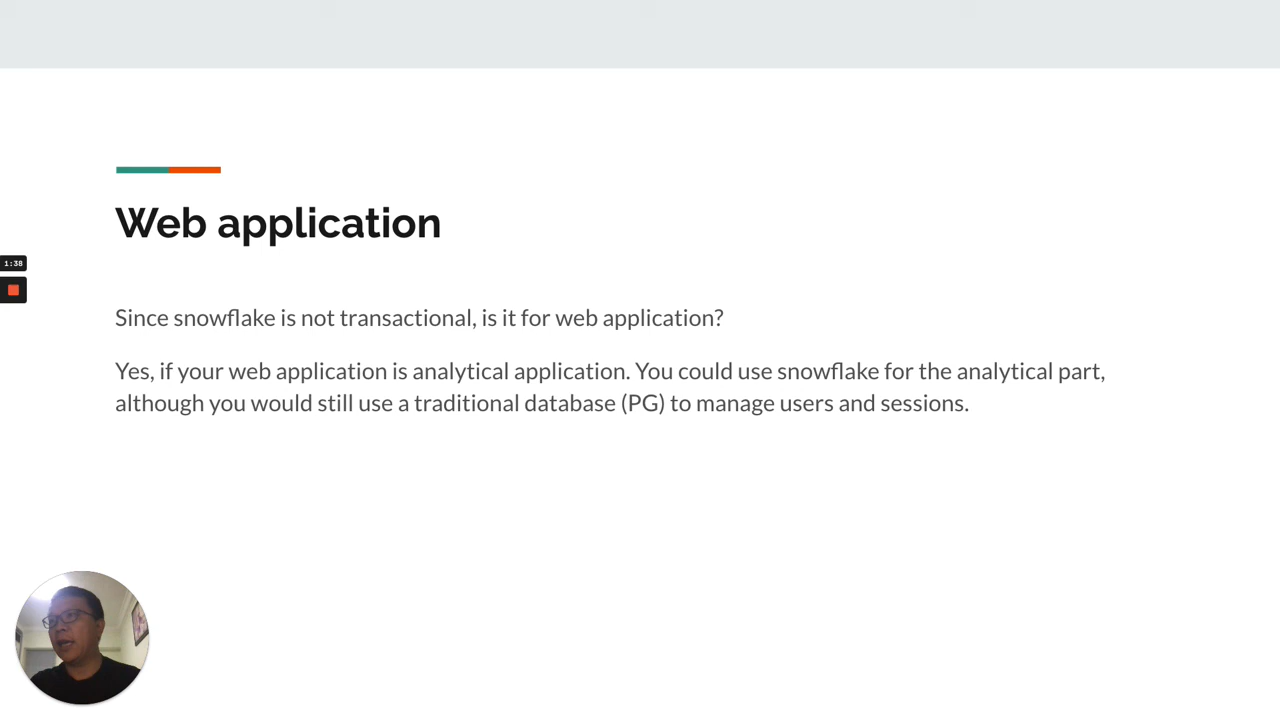 Web application
1:38
Since snowflake is not transactional, is it for web application?
Yes, if your web application is analytical application. You could use snowflake for the analytical part,
although you would still use a traditional database (PG) to manage users and sessions.